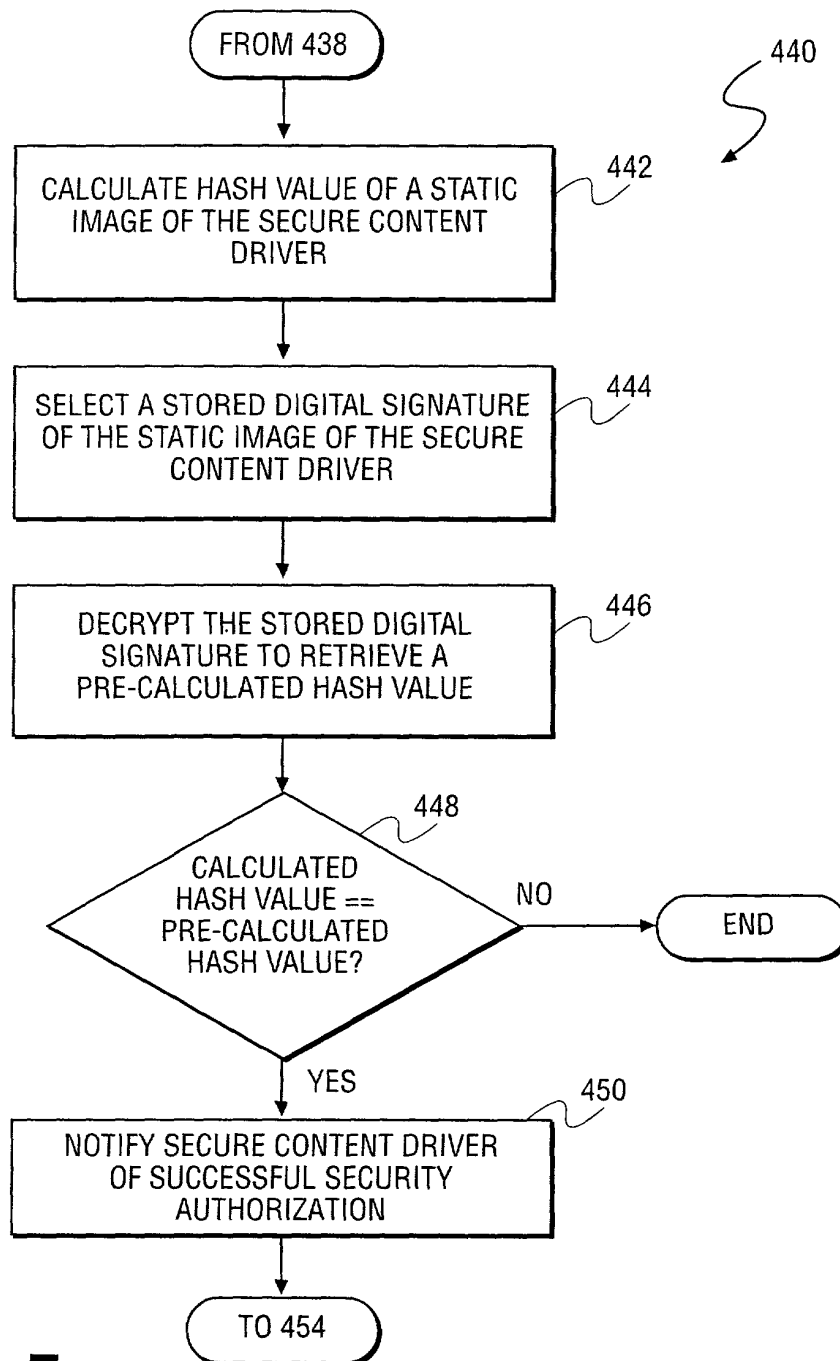 FROM 438
440
CALCULATE HASH VALUE OF A STATIC
IMAGE OF THE SECURE CONTENT
DRIVER
442
SELECT A STORED DIGITAL SIGNATURE
OF THE STATIC IMAGE OF THE SECURE
CONTENT DRIVER
444
DECRYPT THE STORED DIGITAL
SIGNATURE TO RETRIEVE A
PRE-CALCULATED HASH VALUE
446
448
CALCULATED
HASH VALUE ==
PRE-CALCULATED
HASH VALUE?
NO
END
YES
450
NOTIFY SECURE CONTENT DRIVER
OF SUCCESSFUL SECURITY
AUTHORIZATION
TO 454